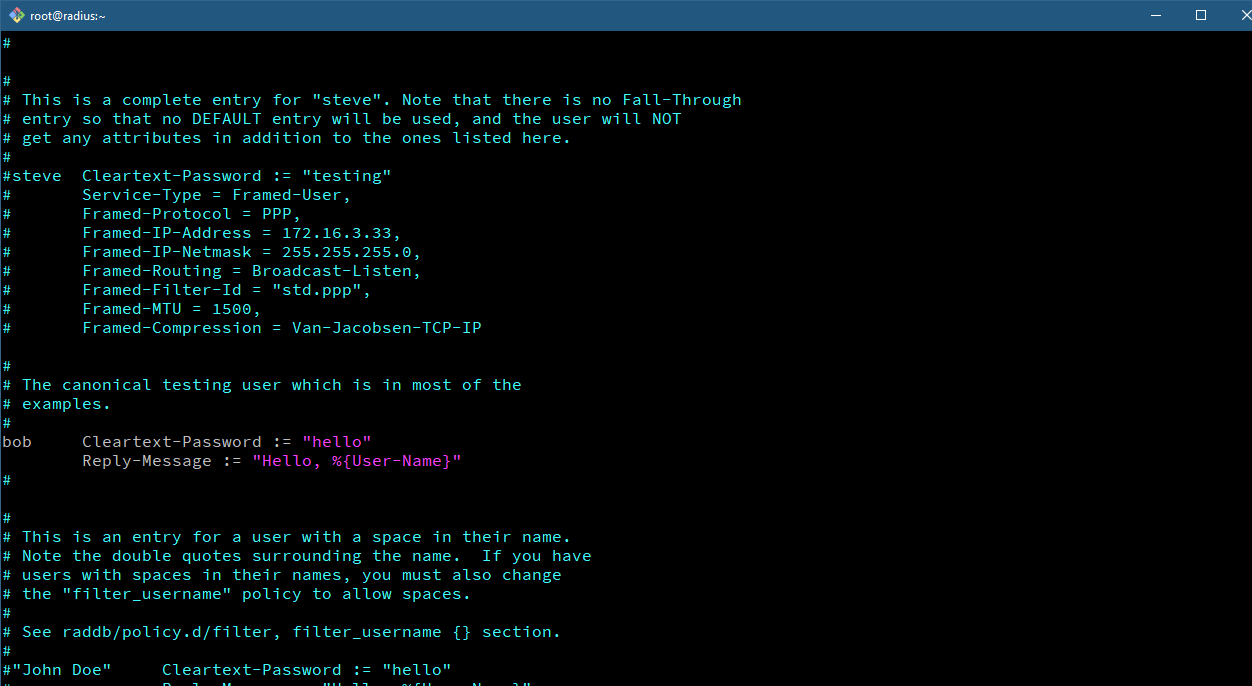 root@radius:~
#
#
# This is a complete entry for "steve". Note that there is no Fall-Through
# entry so that no DEFAULT entry will be used, and the user will NOT
# get any attributes in addition to the ones listed here.
#
#steve  Cleartext-Password := "testing"
#       Service-Type = Framed-User,
#       Framed-Protocol = PPP,
#       Framed-IP-Address = 172.16.3.33,
#       Framed-IP-Netmask = 255.255.255.0,
#       Framed-Routing = Broadcast-Listen,
#       Framed-Filter-Id = "std.ppp",
#       Framed-MTU = 1500,
#       Framed-Compression = Van-Jacobsen-TCP-IP
#
# The canonical testing user which is in most of the
# examples.
#
bob     Cleartext-Password := "hello"
        Reply-Message := "Hello, %{User-Name}"
#
#
# This is an entry for a user with a space in their name.
# Note the double quotes surrounding the name.  If you have
# users with spaces in their names, you must also change
# the "filter_username" policy to allow spaces.
#
# See raddb/policy.d/filter, filter_username {} section.
#
#"John Doe"     Cleartext-Password := "hello"